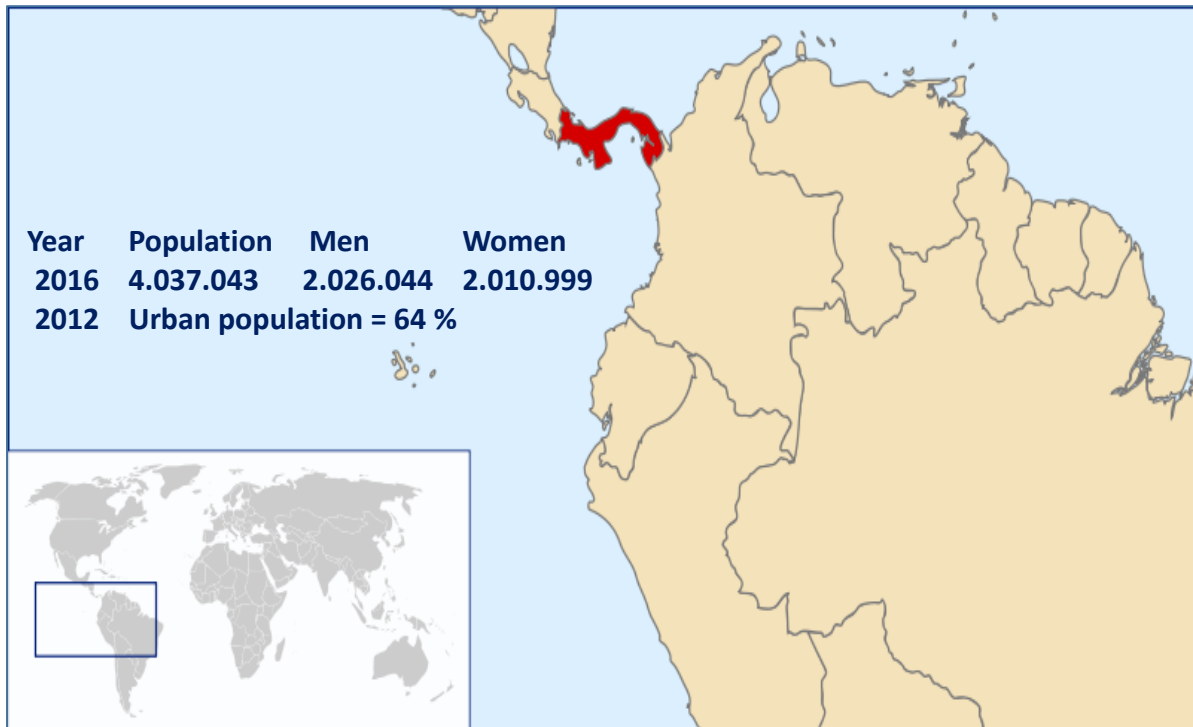 Year Population Men Women
2016 4.037.043 2.026.044 2.010.999
2012 Urban population = 64 %